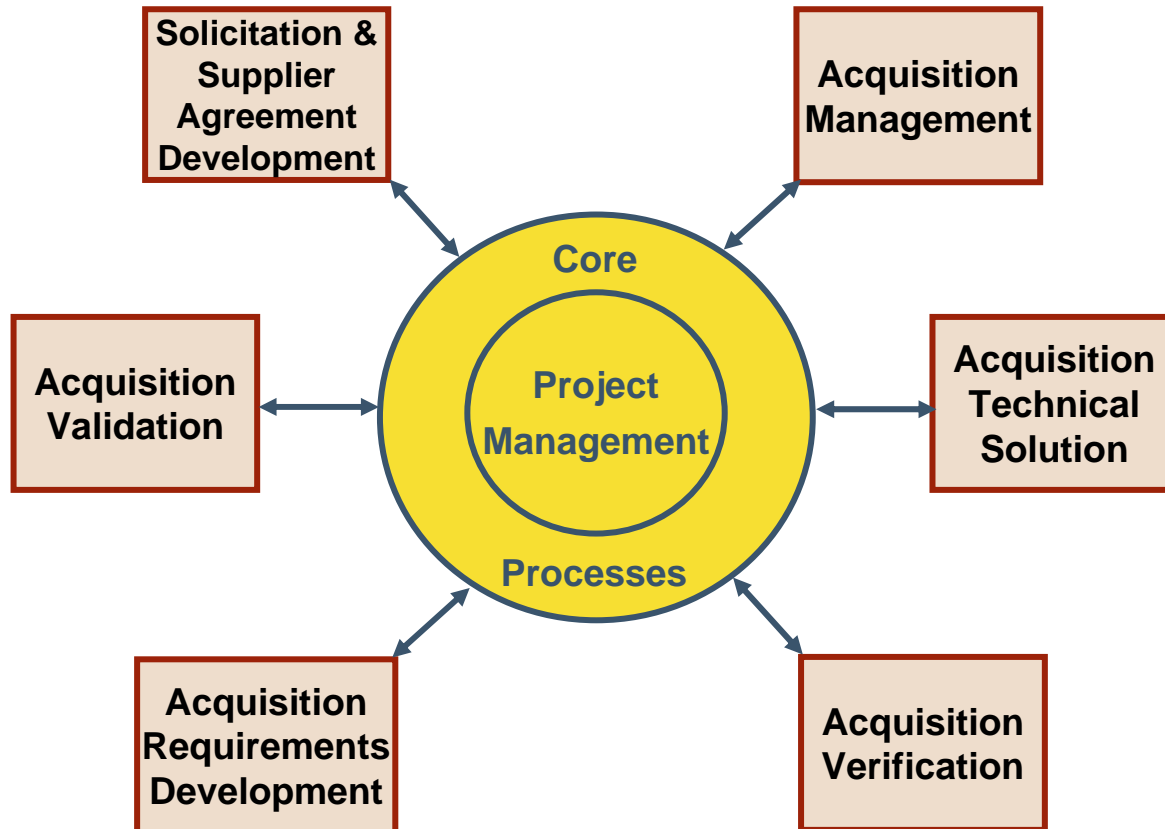 Solicitation &
Supplier
Agreement
Development
Acquisition
Management
Core
Project
Management
Processes
Acquisition
Validation
Acquisition
Technical
Solution
Acquisition
Requirements
Development
Acquisition
Verification